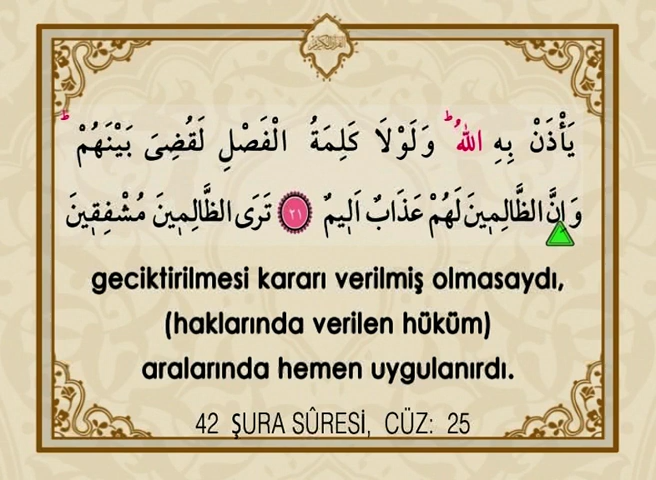 يَأْذَنْ بِهِ اللّٰهُ ۜ وَلَوْلَا كَلِمَةُ الْفَصْلِ لَقُضِىَ بَيْنَهُمْ ۜ
وَاِنَّ الظَّالِمٖينَ لَهُمْ عَذَابٌ اَلٖيمٌ ﴿٢١﴾ تَرَى الظَّالِمٖينَ مُشْفِقٖينَ
geciktirilmesi kararı verilmiş olmasaydı,
(haklarında verilen hüküm)
aralarında hemen uygulanırdı.
42 ŞURA SÛRESİ, CÜZ: 25